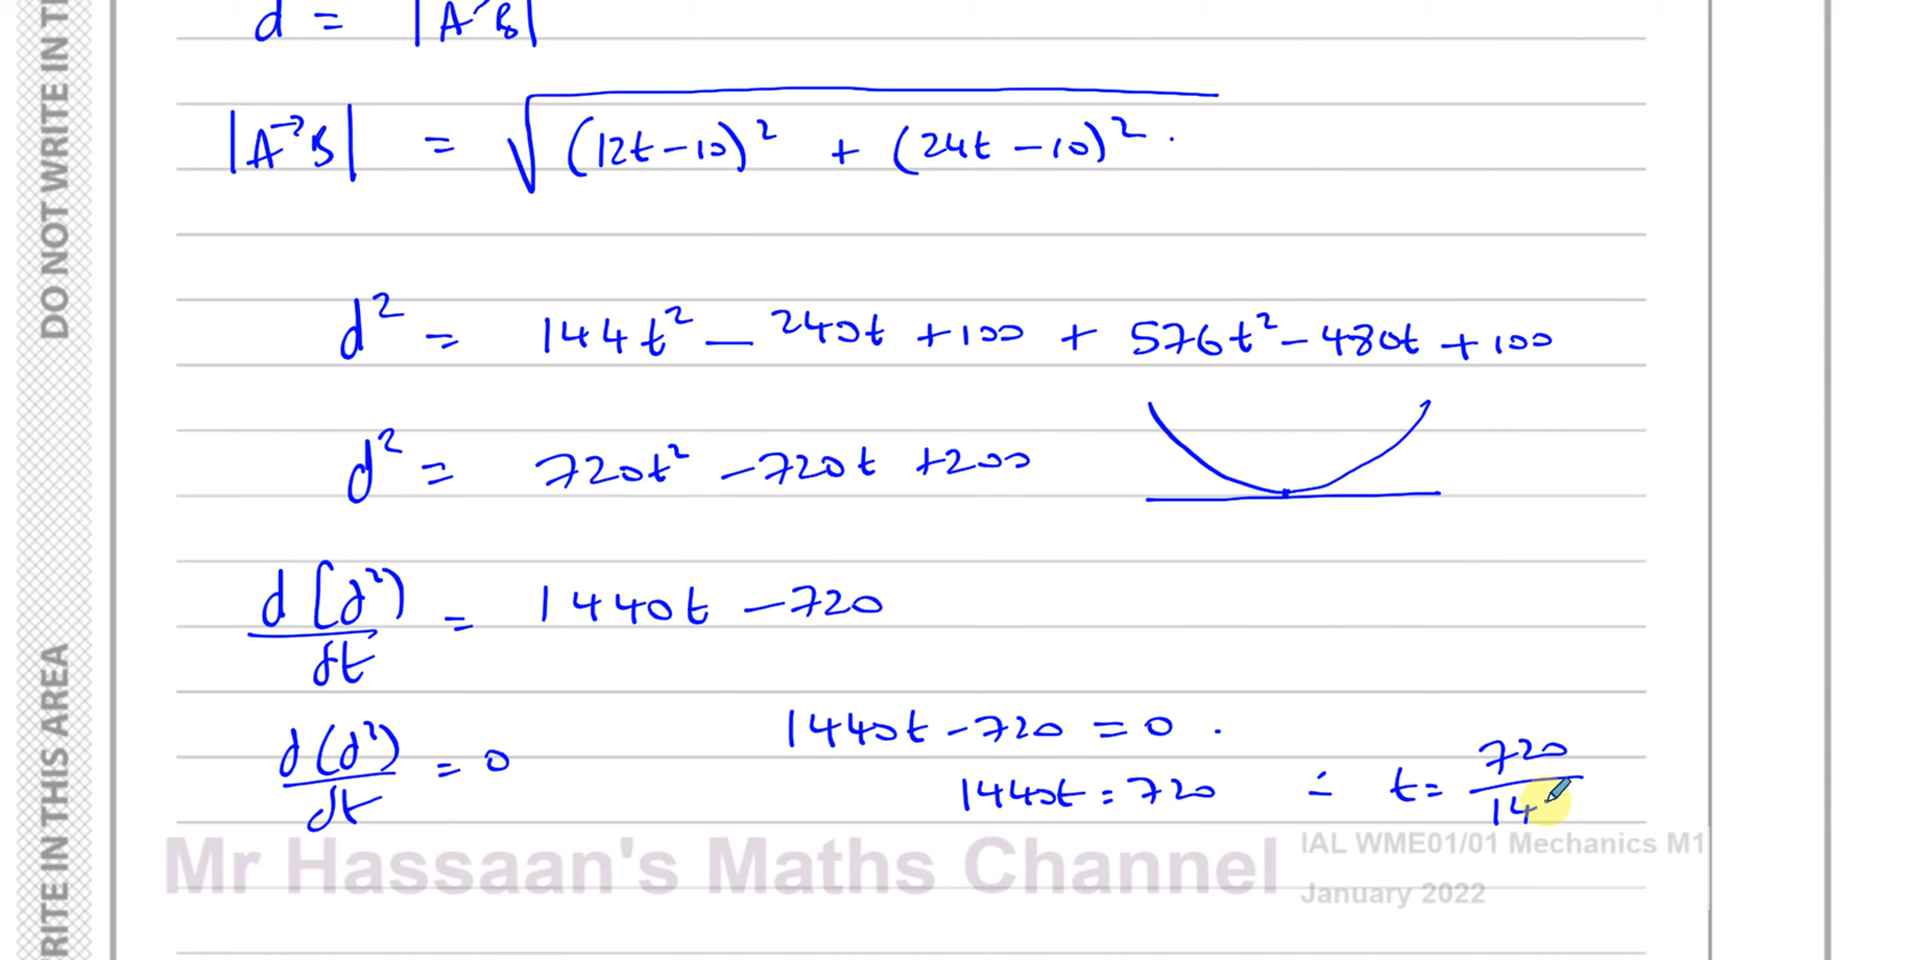 DO NOT WRITE IN TH
RITE IN THIS AREA
d = |A→B|
|A→B| = √((12t-10)² + (24t-10)²).
d² = 144t² - 240t + 100 + 576t² - 480t + 100
d² = 720t² - 720t + 200
d(d²)/dt = 1440t - 720
d(d²)/dt = 0
1440t - 720 = 0.
1440t = 720 ∴ t = 720/14
Mr Hassaan's Maths Channel
IAL WME01/01 Mechanics M1
January 2022